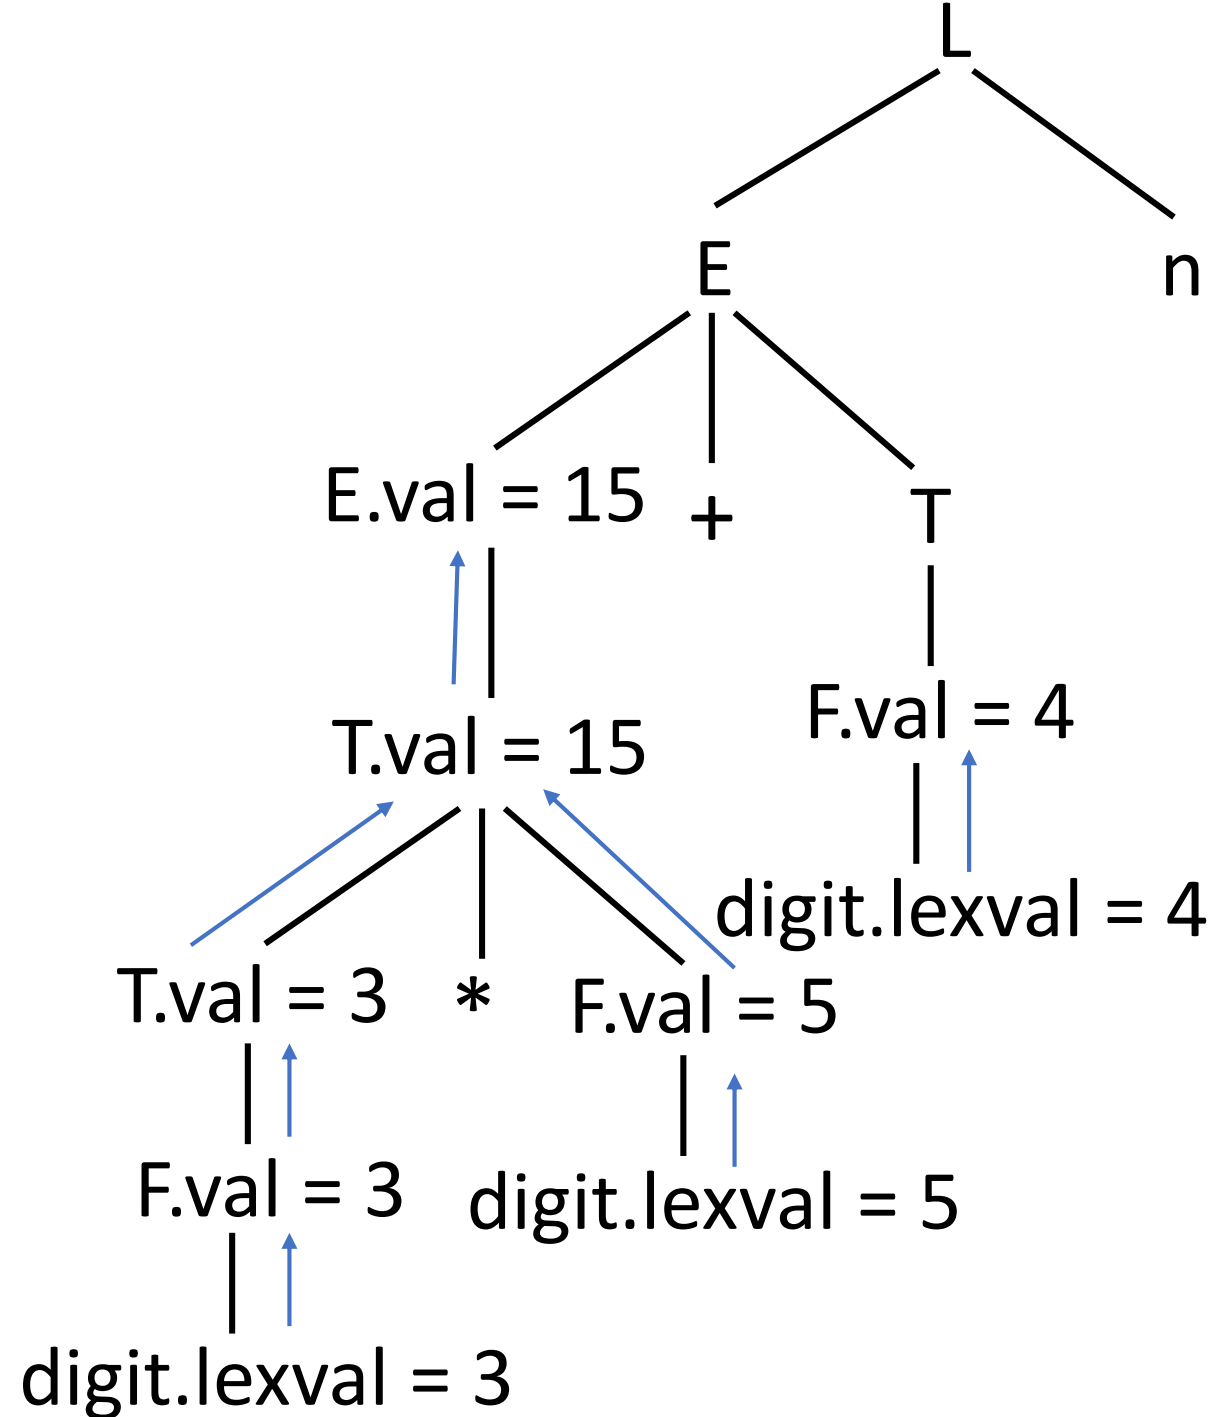 L
E
n
E.val = 15
+
T
F.val = 4
T.val = 15
digit.lexval = 4
T.val = 3
*
F.val = 5
F.val = 3
digit.lexval = 5
digit.lexval = 3